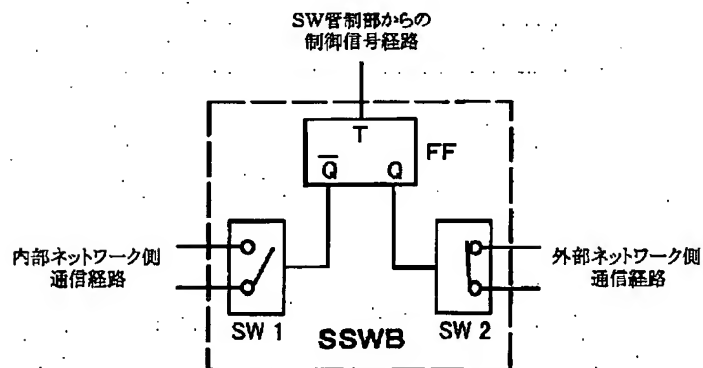 SW管制部からの
制御信号経路
T
FF
Q̅ Q
内部ネットワーク側
通信経路
外部ネットワーク側
通信経路
SW 1
SSWB
SW 2